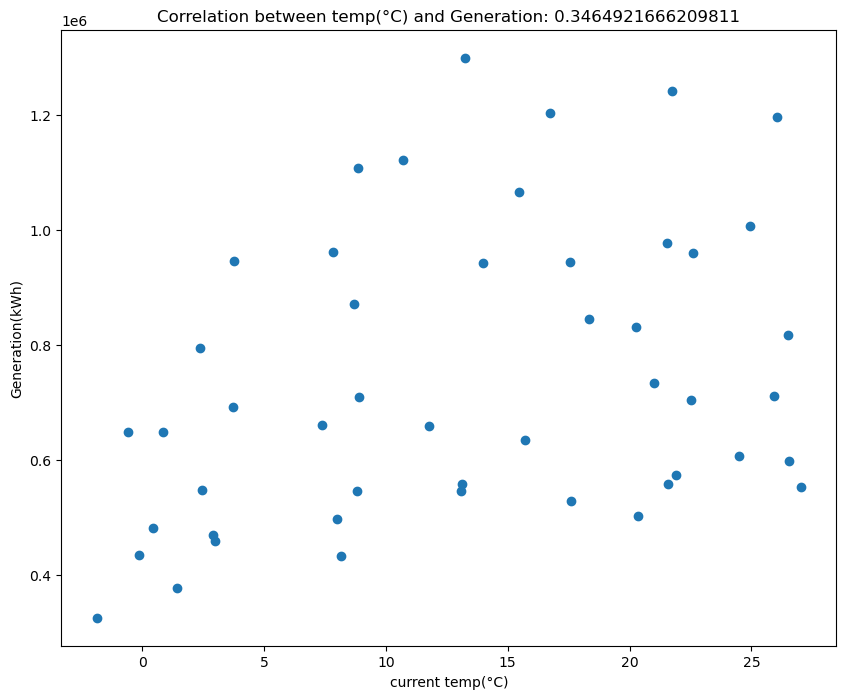 Correlation between temp(°C) and Generation: 0.3464921666209811
1e6
1.2
1.0
0.8
0.6
0.4
Generation(kWh)
0
5
10
15
20
25
current temp(°C)